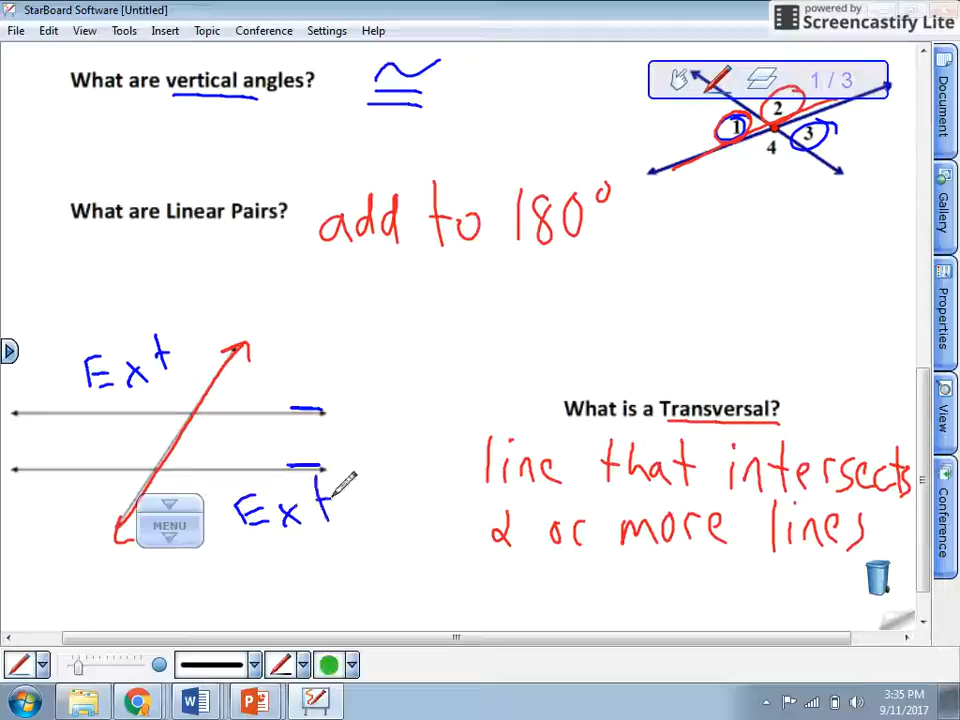 StarBoard Software [Untitled]
powered by
Screencastify Lite
File Edit View Tools Insert Topic Conference Settings Help
What are vertical angles? ≅
1 / 3
2
1
3
4
What are Linear Pairs? add to 180°
Ext
What is a Transversal?
line that intersects
2 or more lines
Ext
MENU
Document
Gallery
Properties
View
Conference
3:35 PM
9/11/2017